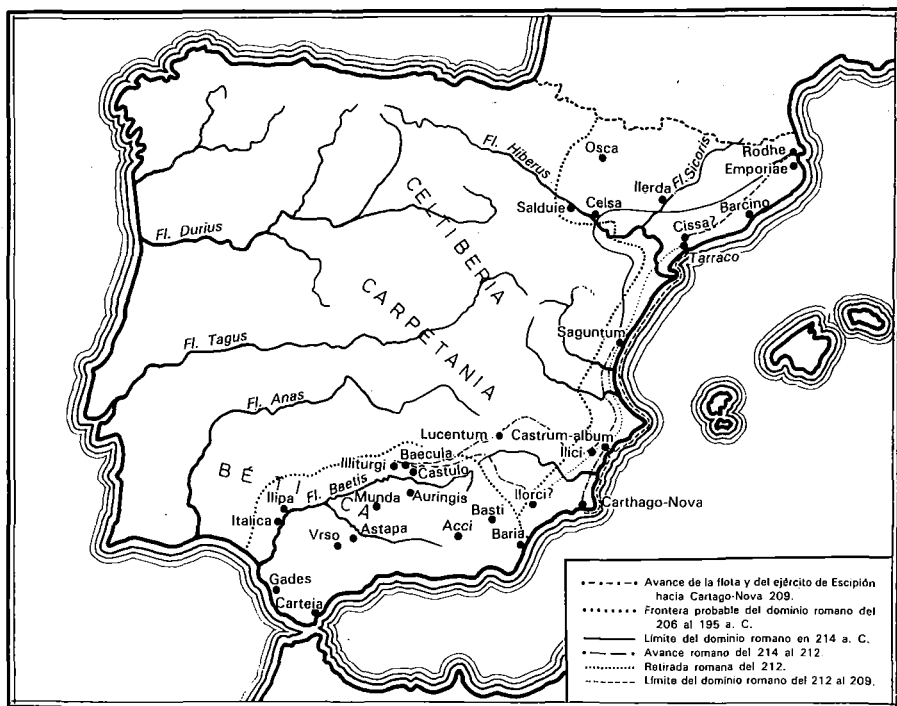 Osca
Rodhe
Emporiae
Fl. Hiberus
Fl. Sicoris
Ilerda
Salduie
Celsa
Barcino
Cissa?
Tarraco
CELTIBERIA
Fl. Durius
CARPETANIA
Saguntum
Fl. Tagus
Fl. Anas
Lucentum
Castrum-album
Ilici
Illiturgi
Baecula
Castulo
BÉTICA
Ilipa
Fl. Baetis
Munda
Auringis
Ilorci?
Carthago-Nova
Italica
Basti
Vrso
Astapa
Acci
Baria
Gades
Carteia
Avance de la flota y del ejército de Escipión
hacia Cartago-Nova 209.
Frontera probable del dominio romano del
206 al 195 a. C.
Límite del dominio romano en 214 a. C.
Avance romano del 214 al 212
Retirada romana del 212.
Límite del dominio romano del 212 al 209.